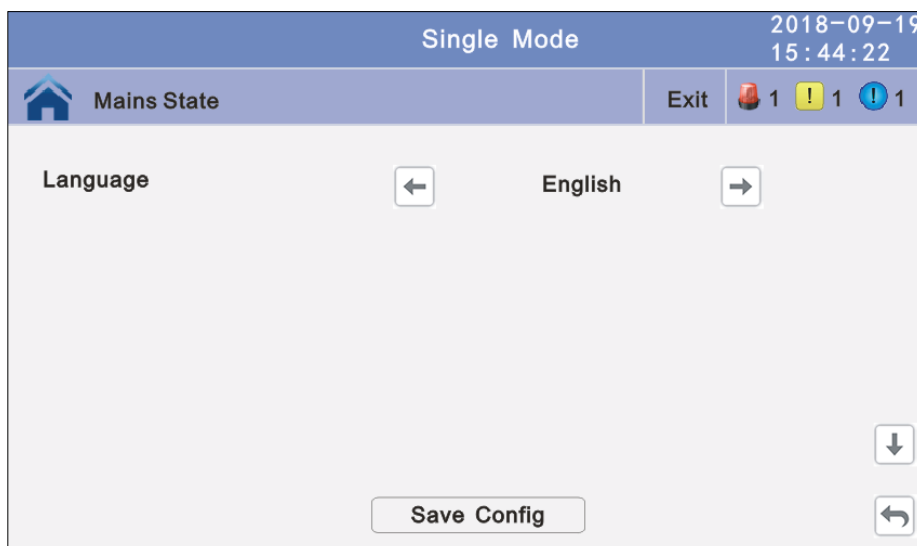 Single Mode
2018-09-19
15:44:22
Mains State
Exit
1
1
1
Language
English
Save Config